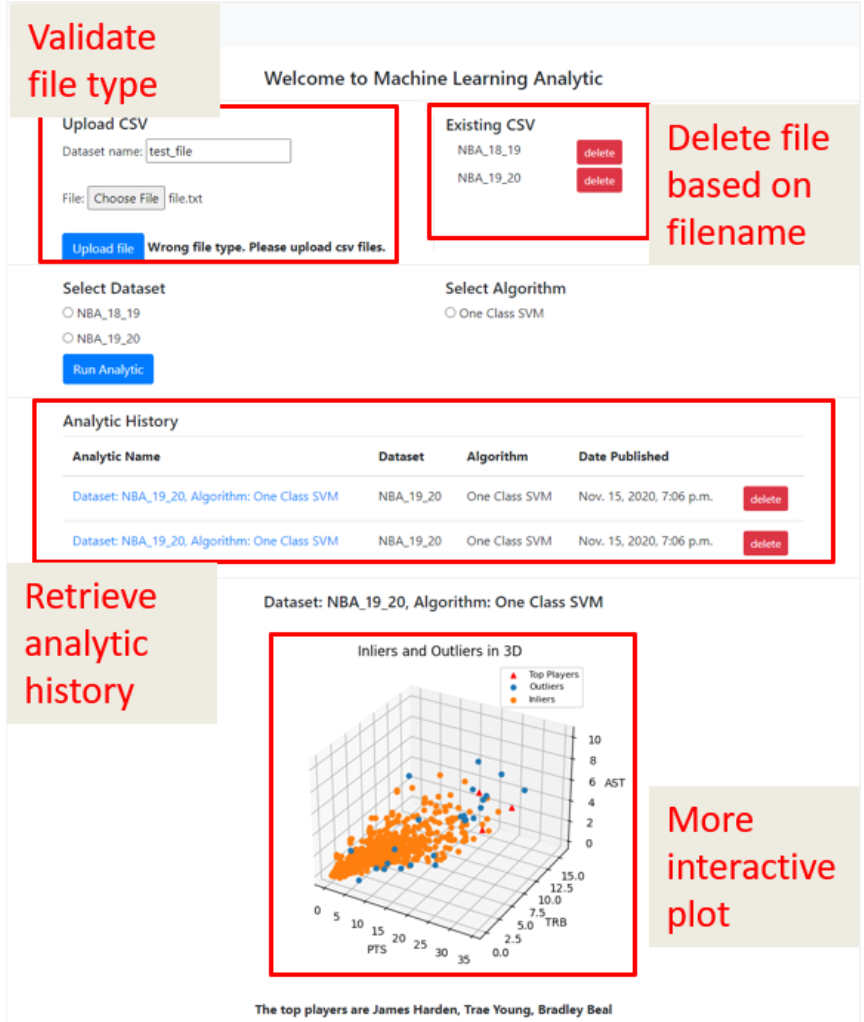 Validate
file type
Welcome to Machine Learning Analytic
Upload CSV
Dataset name: test_file
File: Choose File file.txt
Upload file Wrong file type. Please upload csv files.
Existing CSV
NBA_18_19 delete
NBA_19_20 delete
Delete file
based on
filename
Select Dataset
NBA_18_19
NBA_19_20
Run Analytic
Select Algorithm
One Class SVM
Analytic History
Analytic Name Dataset Algorithm Date Published
Dataset: NBA_19_20, Algorithm: One Class SVM NBA_19_20 One Class SVM Nov. 15, 2020, 7:06 p.m. delete
Dataset: NBA_19_20, Algorithm: One Class SVM NBA_19_20 One Class SVM Nov. 15, 2020, 7:06 p.m. delete
Retrieve
analytic
history
Dataset: NBA_19_20, Algorithm: One Class SVM
Inliers and Outliers in 3D
Top Players
Outliers
Inliers
10
8
6
4
2
0
AST
15.0
12.5
10.0
7.5
5.0
2.5
0.0
TRB
0 5 10 15 20 25 30 35
PTS
More
interactive
plot
The top players are James Harden, Trae Young, Bradley Beal